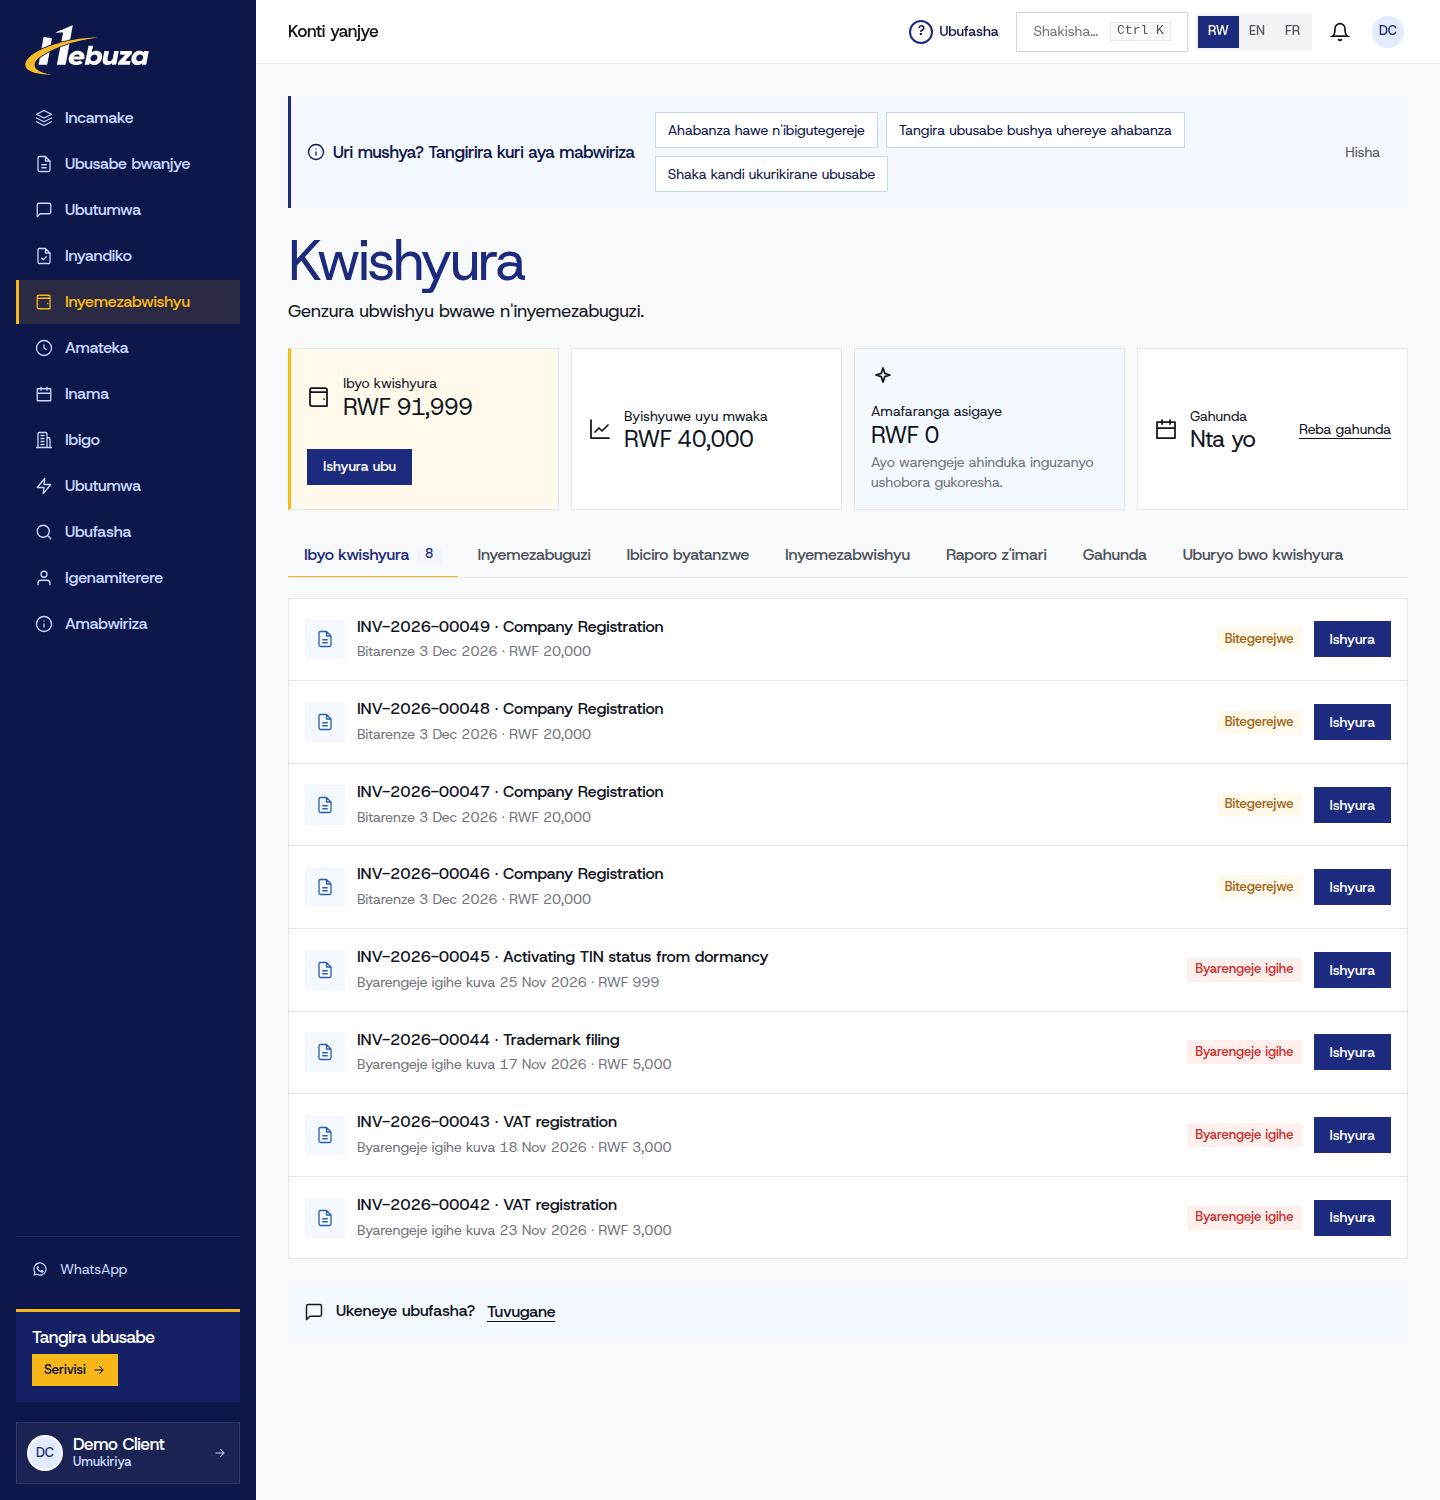 Hebuza
Incamake
Ubusabe bwanjye
Ubutumwa
Inyandiko
Inyemezabwishyu
Amateka
Inama
Ibigo
Ubutumwa
Ubufasha
Igenamiterere
Amabwiriza
WhatsApp
Tangira ubusabe
Serivisi →
DC
Demo Client →
Umukiriya
Konti yanjye
? Ubufasha
Shakisha... Ctrl K
RW EN FR
DC
Uri mushya? Tangirira kuri aya mabwiriza
Ahabanza hawe n'ibigutegereje
Tangira ubusabe bushya uhereye ahabanza
Shaka kandi ukurikirane ubusabe
Hisha
Kwishyura
Genzura ubwishyu bwawe n'inyemezabuguzi.
Ibyo kwishyura
RWF 91,999
Ishyura ubu
Byishyuwe uyu mwaka
RWF 40,000
Amafaranga asigaye
RWF 0
Ayo warengeje ahinduka inguzanyo
ushobora gukoresha.
Gahunda
Nta yo
Reba gahunda
Ibyo kwishyura 8 Inyemezabuguzi Ibiciro byatanzwe Inyemezabwishyu Raporo z'imari Gahunda Uburyo bwo kwishyura
INV-2026-00049 · Company Registration
Bitarenze 3 Dec 2026 · RWF 20,000
Bitegerejwe Ishyura
INV-2026-00048 · Company Registration
Bitarenze 3 Dec 2026 · RWF 20,000
Bitegerejwe Ishyura
INV-2026-00047 · Company Registration
Bitarenze 3 Dec 2026 · RWF 20,000
Bitegerejwe Ishyura
INV-2026-00046 · Company Registration
Bitarenze 3 Dec 2026 · RWF 20,000
Bitegerejwe Ishyura
INV-2026-00045 · Activating TIN status from dormancy
Byarengeje igihe kuva 25 Nov 2026 · RWF 999
Byarengeje igihe Ishyura
INV-2026-00044 · Trademark filing
Byarengeje igihe kuva 17 Nov 2026 · RWF 5,000
Byarengeje igihe Ishyura
INV-2026-00043 · VAT registration
Byarengeje igihe kuva 18 Nov 2026 · RWF 3,000
Byarengeje igihe Ishyura
INV-2026-00042 · VAT registration
Byarengeje igihe kuva 23 Nov 2026 · RWF 3,000
Byarengeje igihe Ishyura
Ukeneye ubufasha? Tuvugane